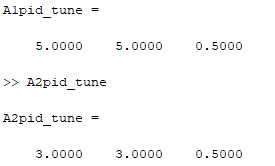 A1pid_tune =
5.0000 5.0000 0.5000
>> A2pid_tune
A2pid_tune =
3.0000 3.0000 0.5000